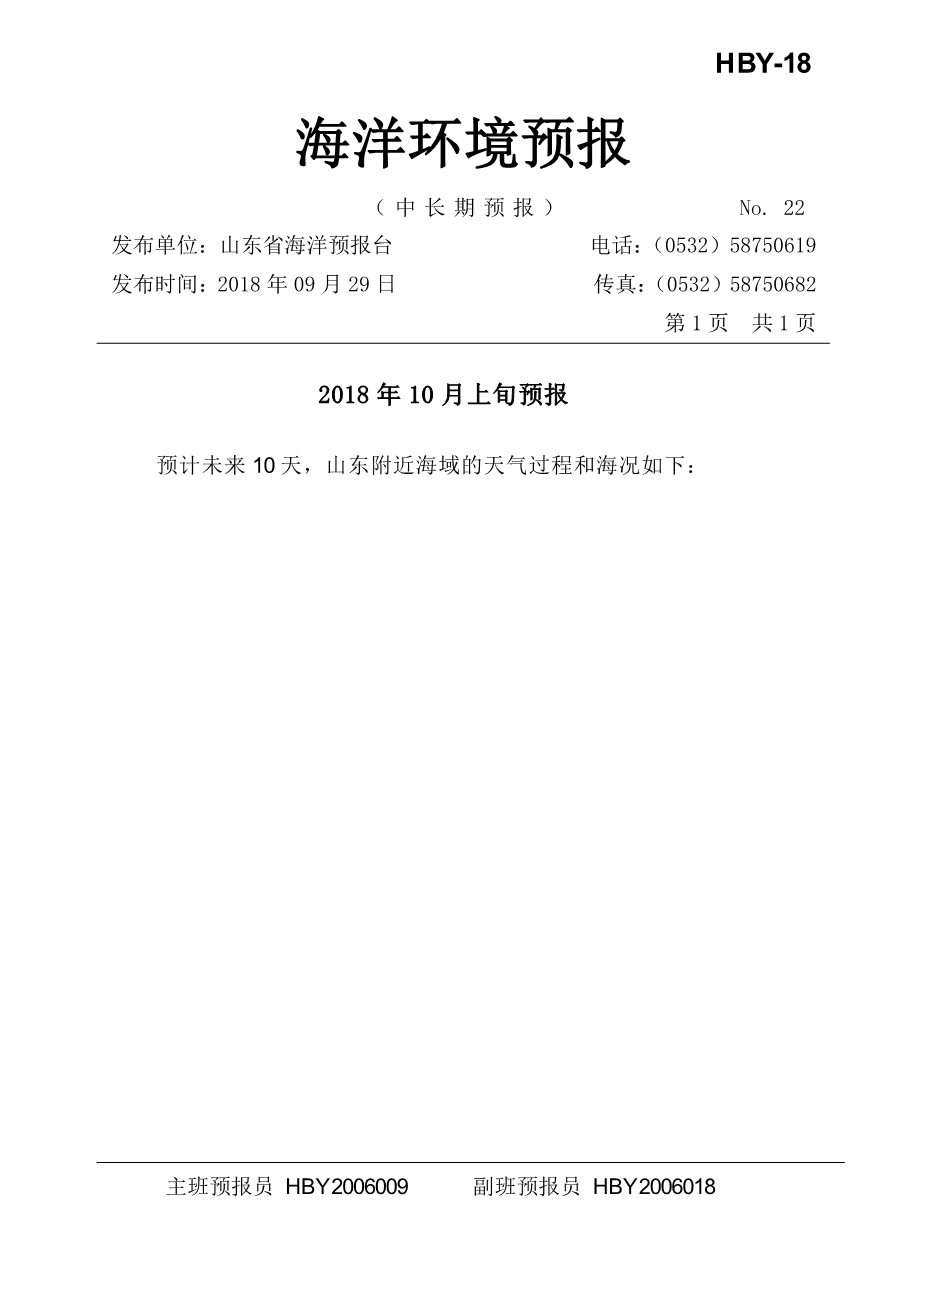 HBY-18
海洋环境预报
（中长期预报） No. 22
发布单位：山东省海洋预报台 电话：（0532）58750619
发布时间：2018 年 09 月 29 日 传真：（0532）58750682
第 1 页 共 1 页
2018 年 10 月上旬预报
预计未来 10 天，山东附近海域的天气过程和海况如下：
主班预报员 HBY2006009 副班预报员 HBY2006018